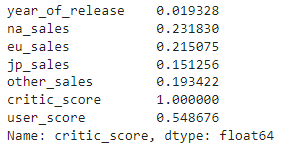 year_of_release 0.019328
na_sales 0.231830
eu_sales 0.215075
jp_sales 0.151256
other_sales 0.193422
critic_score 1.000000
user_score 0.548676
Name: critic_score, dtype: float64